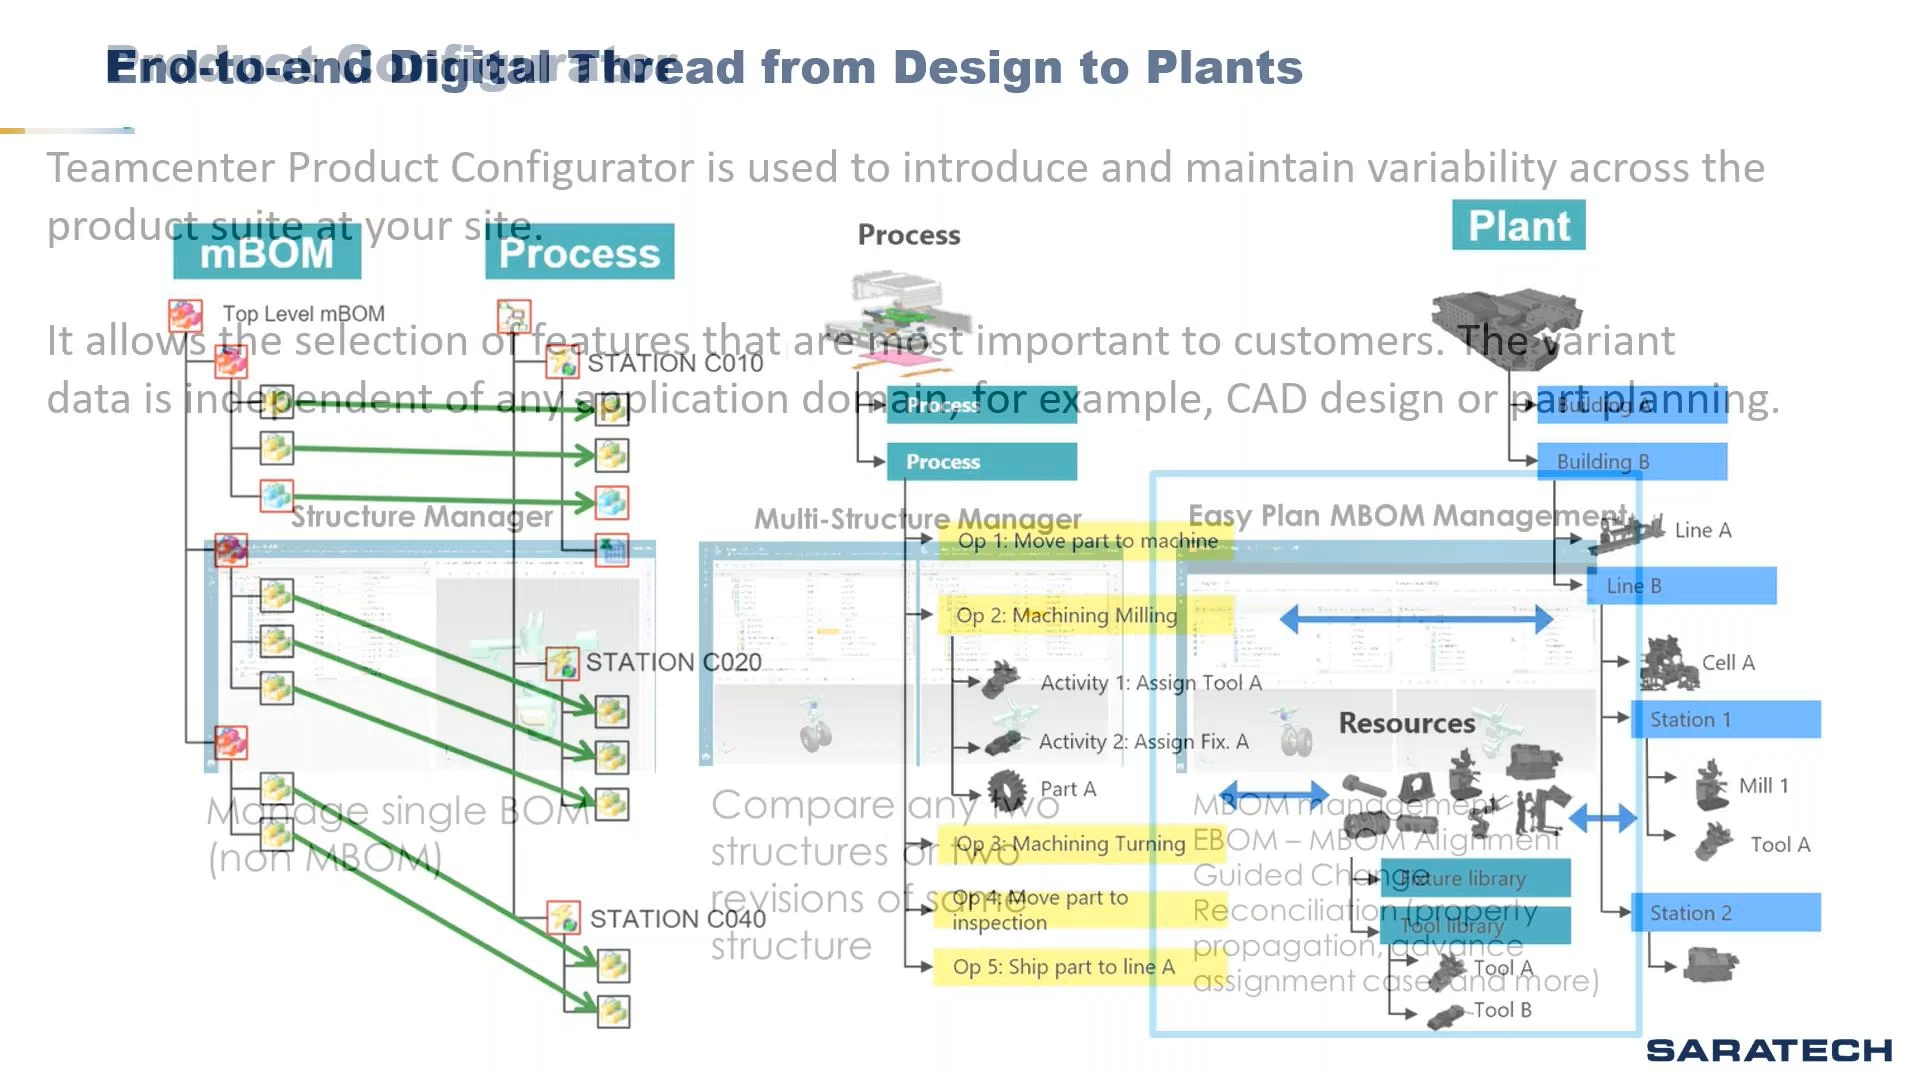 Product Configurator
End-to-end Digital Thread from Design to Plants
Teamcenter Product Configurator is used to introduce and maintain variability across the
product suite at your site.
It allows the selection of features that are most important to customers. The variant
data is independent of any application domain, for example, CAD design or part planning.
mBOM
Process
Process
Plant
Top Level mBOM
STATION C010
STATION C020
STATION C040
Process
Process
Op 1: Move part to machine
Op 2: Machining Milling
Activity 1: Assign Tool A
Activity 2: Assign Fix. A
Part A
Op 3: Machining Turning
Op 4: Move part to
inspection
Op 5: Ship part to line A
Building A
Building B
Line A
Line B
Cell A
Station 1
Mill 1
Tool A
Station 2
Resources
Fixture library
Tool library
Tool A
Tool B
Structure Manager
Manage single BOM
(non MBOM)
Multi-Structure Manager
Compare any two
structures or two
revisions of same
structure
Easy Plan MBOM Management
MBOM management
EBOM – MBOM Alignment
Guided Change
Reconciliation (property
propagation, advance
assignment case and more)
SARATECH